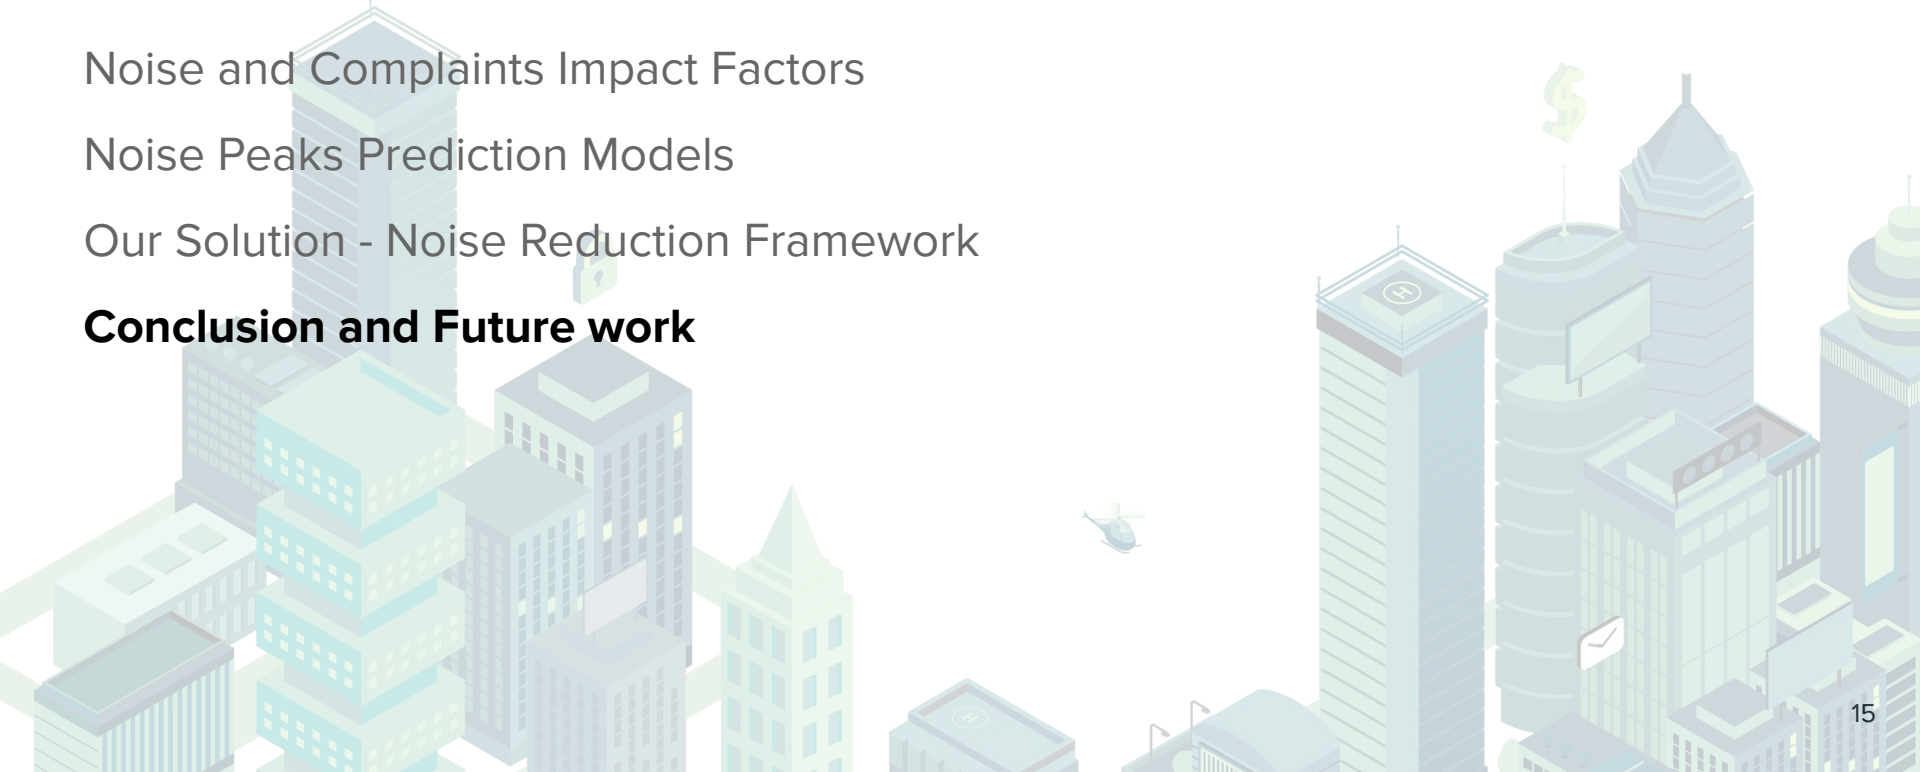 Noise and Complaints Impact Factors
Noise Peaks Prediction Models
Our Solution - Noise Reduction Framework
Conclusion and Future work
H
$
H
15